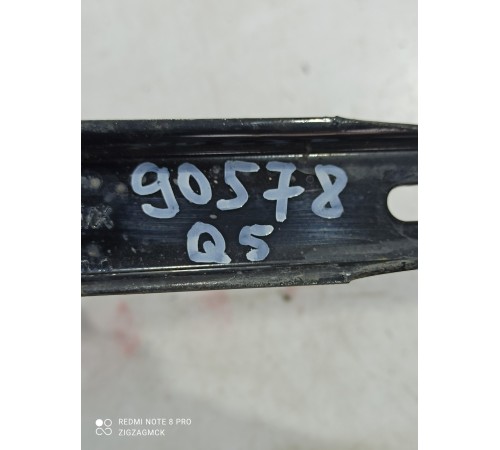 90578
Q5
REDMI NOTE 8 PRO
ZIGZAGMCK